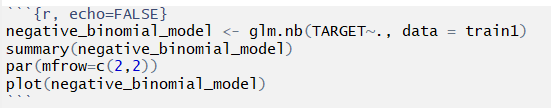 ```{r, echo=FALSE}
negative_binomial_model <- glm.nb(TARGET~., data = train1)
summary(negative_binomial_model)
par(mfrow=c(2,2))
plot(negative_binomial_model)
```